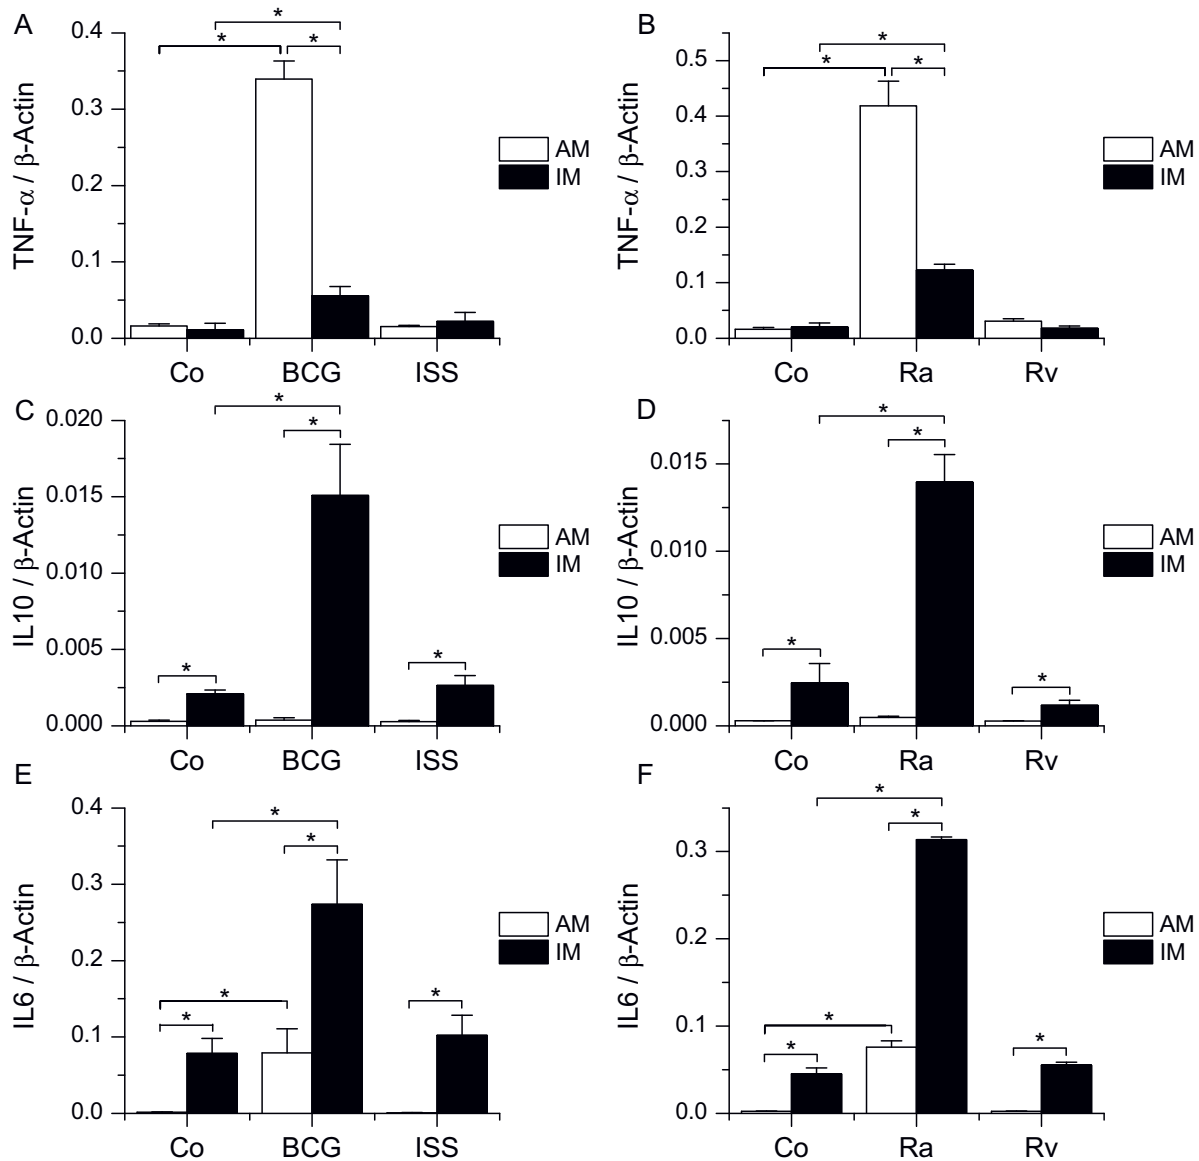 A
TNF-α / β-Actin
0.4
0.3
0.2
0.1
0.0
* * *
Co BCG ISS
AM
IM
B
TNF-α / β-Actin
0.5
0.4
0.3
0.2
0.1
0.0
* * *
Co Ra Rv
AM
IM
C
IL10 / β-Actin
0.020
0.015
0.010
0.005
0.000
* * * *
Co BCG ISS
AM
IM
D
IL10 / β-Actin
0.015
0.010
0.005
0.000
* * * *
Co Ra Rv
AM
IM
E
IL6 / β-Actin
0.4
0.3
0.2
0.1
0.0
* * * * *
Co BCG ISS
AM
IM
F
IL6 / β-Actin
0.3
0.2
0.1
0.0
* * * * *
Co Ra Rv
AM
IM